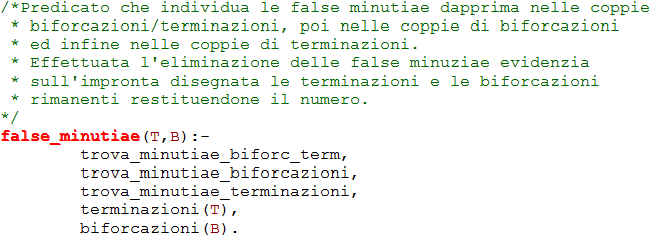 /*Predicato che individua le false minutiae dapprima nelle coppie
* biforcazioni/terminazioni, poi nelle coppie di biforcazioni
* ed infine nelle coppie di terminazioni.
* Effettuata l'eliminazione delle false minuziae evidenzia
* sull'impronta disegnata le terminazioni e le biforcazioni
* rimanenti restituendone il numero.
*/
false_minutiae(T,B):-
trova_minutiae_biforc_term,
trova_minutiae_biforcazioni,
trova_minutiae_terminazioni,
terminazioni(T),
biforcazioni(B).